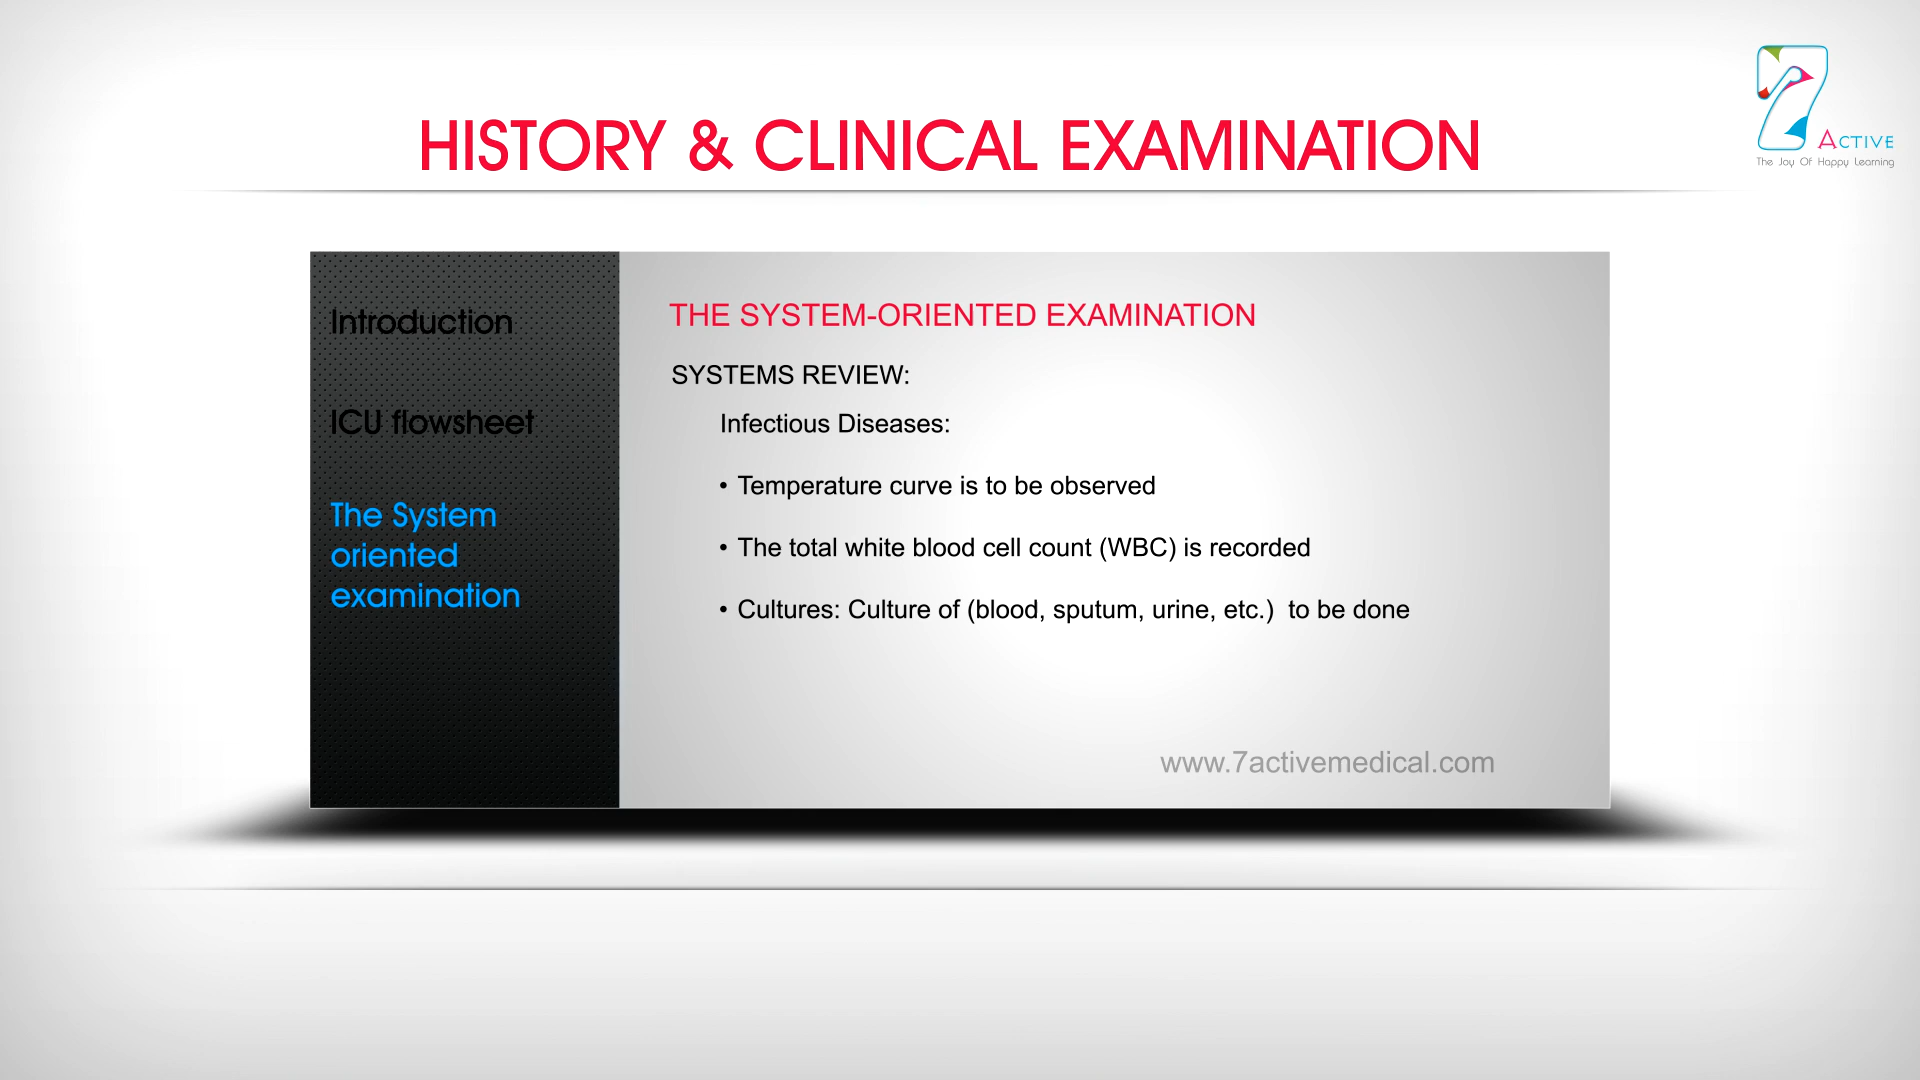 HISTORY & CLINICAL EXAMINATION
7
ACTIVE
The Joy Of Happy Learning
Introduction
ICU flowsheet
The System
oriented
examination
THE SYSTEM-ORIENTED EXAMINATION
SYSTEMS REVIEW:
Infectious Diseases:
• Temperature curve is to be observed
• The total white blood cell count (WBC) is recorded
• Cultures: Culture of (blood, sputum, urine, etc.)  to be done
www.7activemedical.com